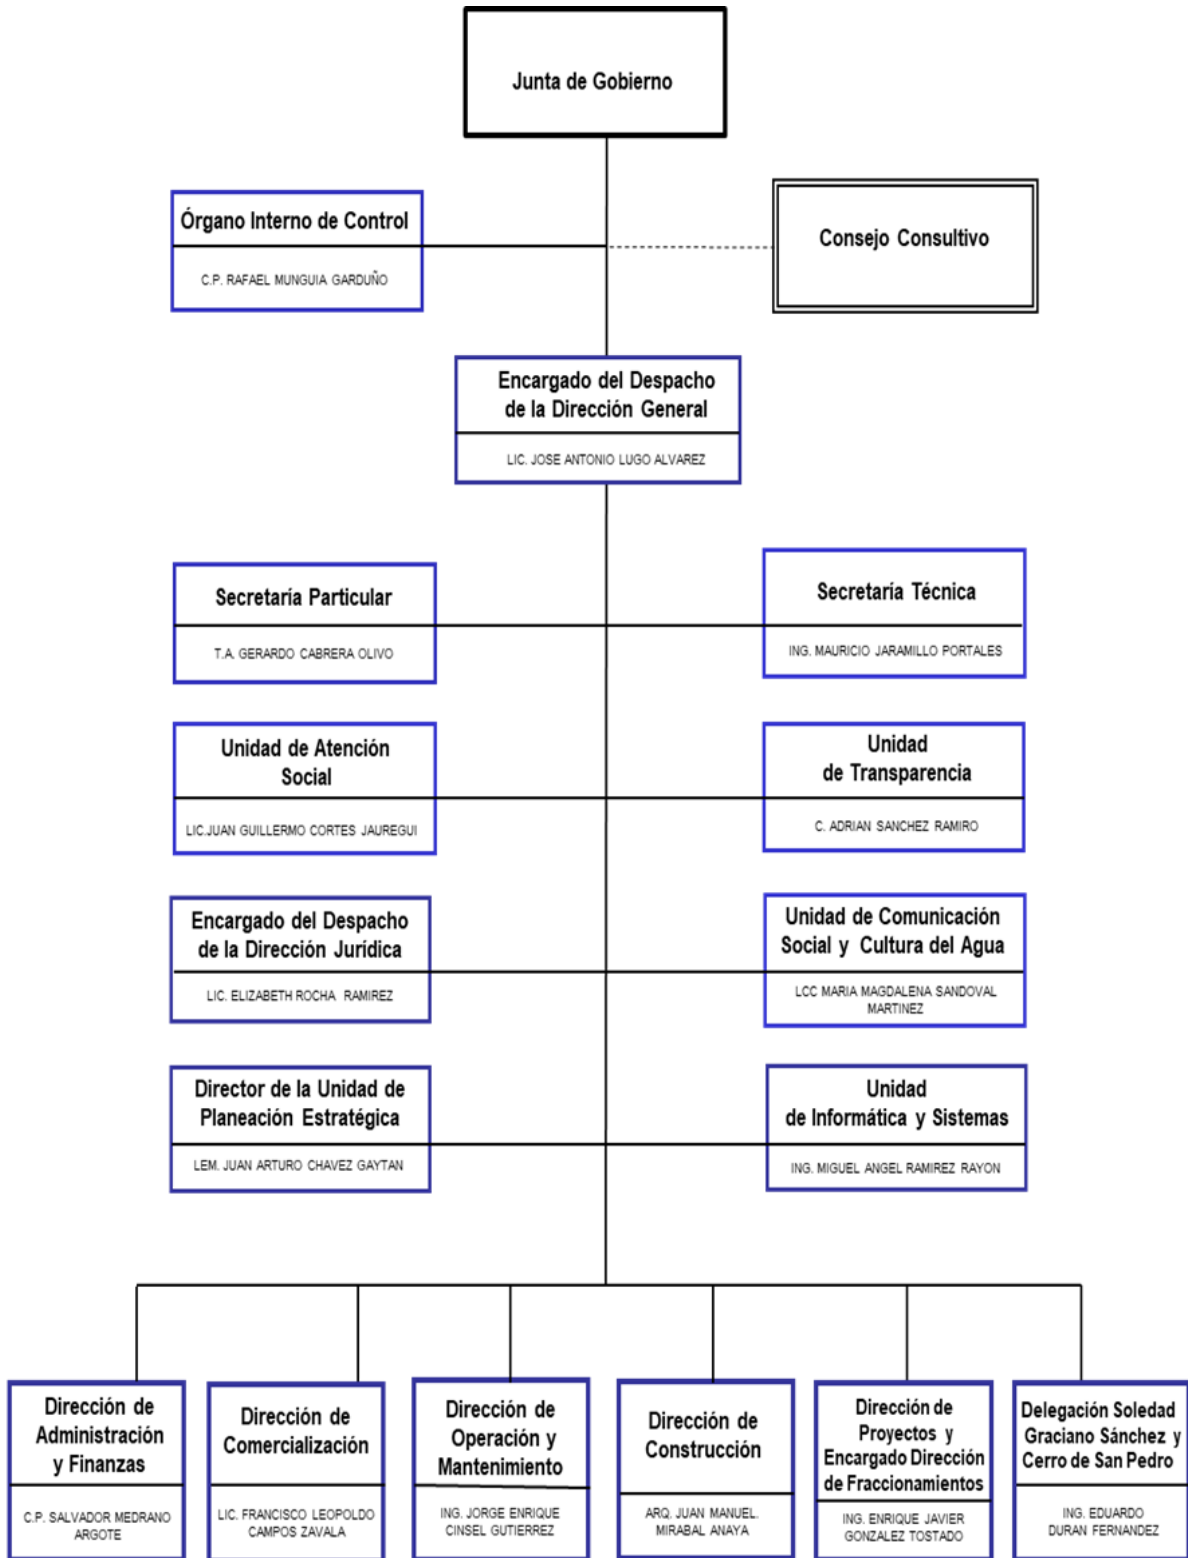 Junta de Gobierno
Órgano Interno de Control
C.P. RAFAEL MUNGUIA GARDUÑO
Consejo Consultivo
Encargado del Despacho
de la Dirección General
LIC. JOSE ANTONIO LUGO ALVAREZ
Secretaría Particular
T.A. GERARDO CABRERA OLIVO
Secretaría Técnica
ING. MAURICIO JARAMILLO PORTALES
Unidad de Atención
Social
LIC.JUAN GUILLERMO CORTES JAUREGUI
Unidad
de Transparencia
C. ADRIAN SANCHEZ RAMIRO
Encargado del Despacho
de la Dirección Jurídica
LIC. ELIZABETH ROCHA RAMIREZ
Unidad de Comunicación
Social y Cultura del Agua
LCC MARIA MAGDALENA SANDOVAL
MARTINEZ
Director de la Unidad de
Planeación Estratégica
LEM. JUAN ARTURO CHAVEZ GAYTAN
Unidad
de Informática y Sistemas
ING. MIGUEL ANGEL RAMIREZ RAYON
Dirección de
Administración
y Finanzas
C.P. SALVADOR MEDRANO
ARGOTE
Dirección de
Comercialización
LIC. FRANCISCO LEOPOLDO
CAMPOS ZAVALA
Dirección de
Operación y
Mantenimiento
ING. JORGE ENRIQUE
CINSEL GUTIERREZ
Dirección de
Construcción
ARQ. JUAN MANUEL.
MIRABAL ANAYA
Dirección de
Proyectos y
Encargado Dirección
de Fraccionamientos
ING. ENRIQUE JAVIER
GONZALEZ TOSTADO
Delegación Soledad
Graciano Sánchez y
Cerro de San Pedro
ING. EDUARDO
DURAN FERNANDEZ